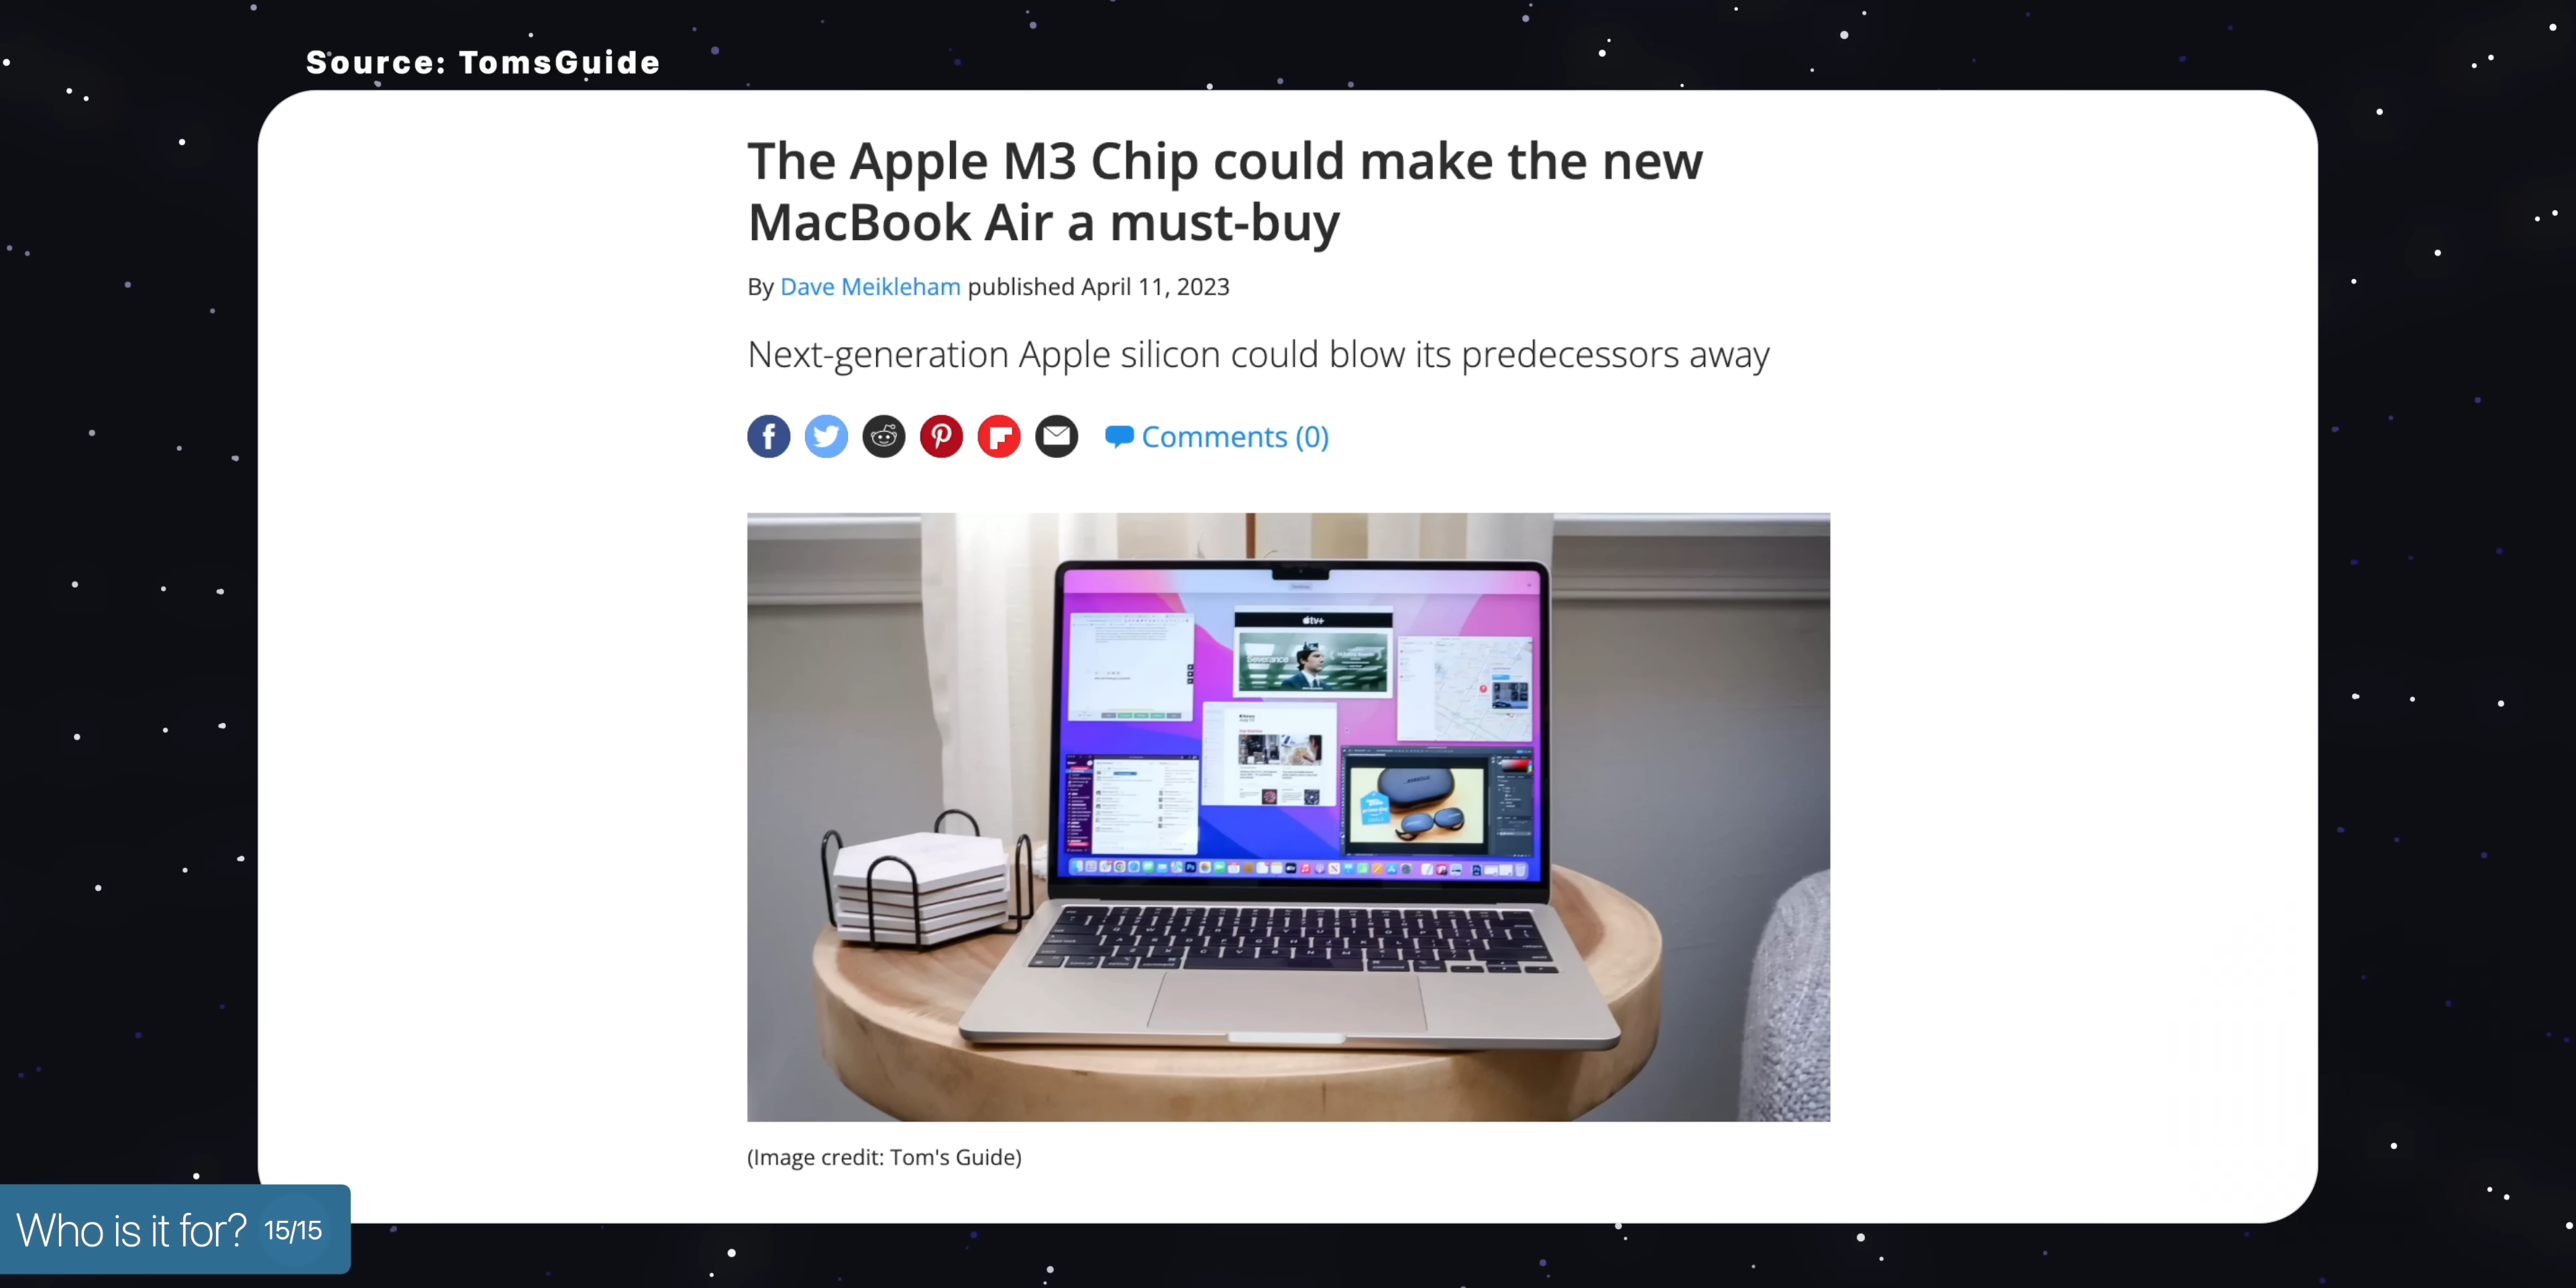 Source: TomsGuide
The Apple M3 Chip could make the new
MacBook Air a must-buy
By Dave Meikleham published April 11, 2023
Next-generation Apple silicon could blow its predecessors away
Comments (0)
tv+
Severance
(Image credit: Tom's Guide)
Who is it for? 15/15